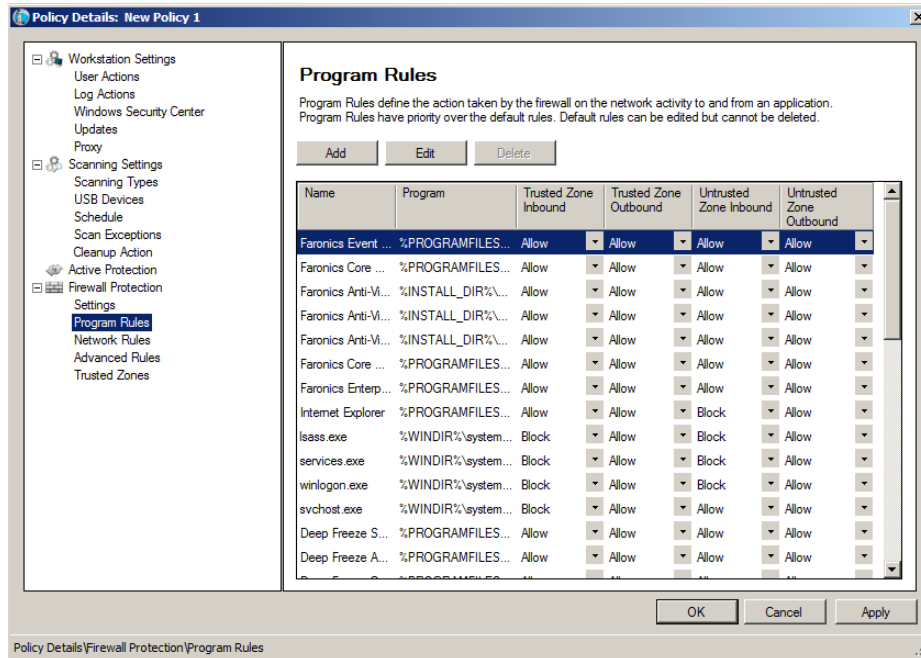 Policy Details: New Policy 1
Workstation Settings
User Actions
Log Actions
Windows Security Center
Updates
Proxy
Scanning Settings
Scanning Types
USB Devices
Schedule
Scan Exceptions
Cleanup Action
Active Protection
Firewall Protection
Settings
Program Rules
Network Rules
Advanced Rules
Trusted Zones
Program Rules
Program Rules define the action taken by the firewall on the network activity to and from an application.
Program Rules have priority over the default rules. Default rules can be edited but cannot be deleted.
Add Edit Delete
Name Program Trusted Zone Inbound Trusted Zone Outbound Untrusted Zone Inbound Untrusted Zone Outbound
Faronics Event ... %PROGRAMFILES... Allow Allow Allow Allow
Faronics Core ... %PROGRAMFILES... Allow Allow Allow Allow
Faronics Anti-Vi... %INSTALL_DIR%\... Allow Allow Allow Allow
Faronics Anti-Vi... %INSTALL_DIR%\... Allow Allow Allow Allow
Faronics Anti-Vi... %INSTALL_DIR%\... Allow Allow Allow Allow
Faronics Core ... %PROGRAMFILES... Allow Allow Allow Allow
Faronics Enterp... %PROGRAMFILES... Allow Allow Allow Allow
Internet Explorer %PROGRAMFILES... Allow Allow Block Allow
lsass.exe %WINDIR%\system... Block Allow Block Allow
services.exe %WINDIR%\system... Block Allow Block Allow
winlogon.exe %WINDIR%\system... Block Allow Block Allow
svchost.exe %WINDIR%\system... Block Allow Allow Allow
Deep Freeze S... %PROGRAMFILES... Allow Allow Allow Allow
Deep Freeze A... %PROGRAMFILES... Allow Allow Allow Allow
OK Cancel Apply
Policy Details\Firewall Protection\Program Rules